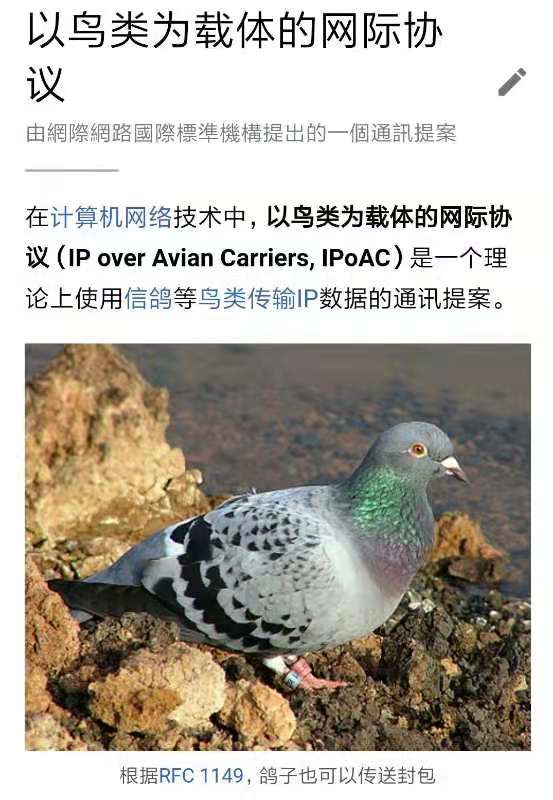 以鸟类为载体的网际协
议
由網際網路國際標準機構提出的一個通訊提案
在计算机网络技术中，以鸟类为载体的网际协
议（IP over Avian Carriers, IPoAC）是一个理
论上使用信鸽等鸟类传输IP数据的通讯提案。
根据RFC 1149，鸽子也可以传送封包